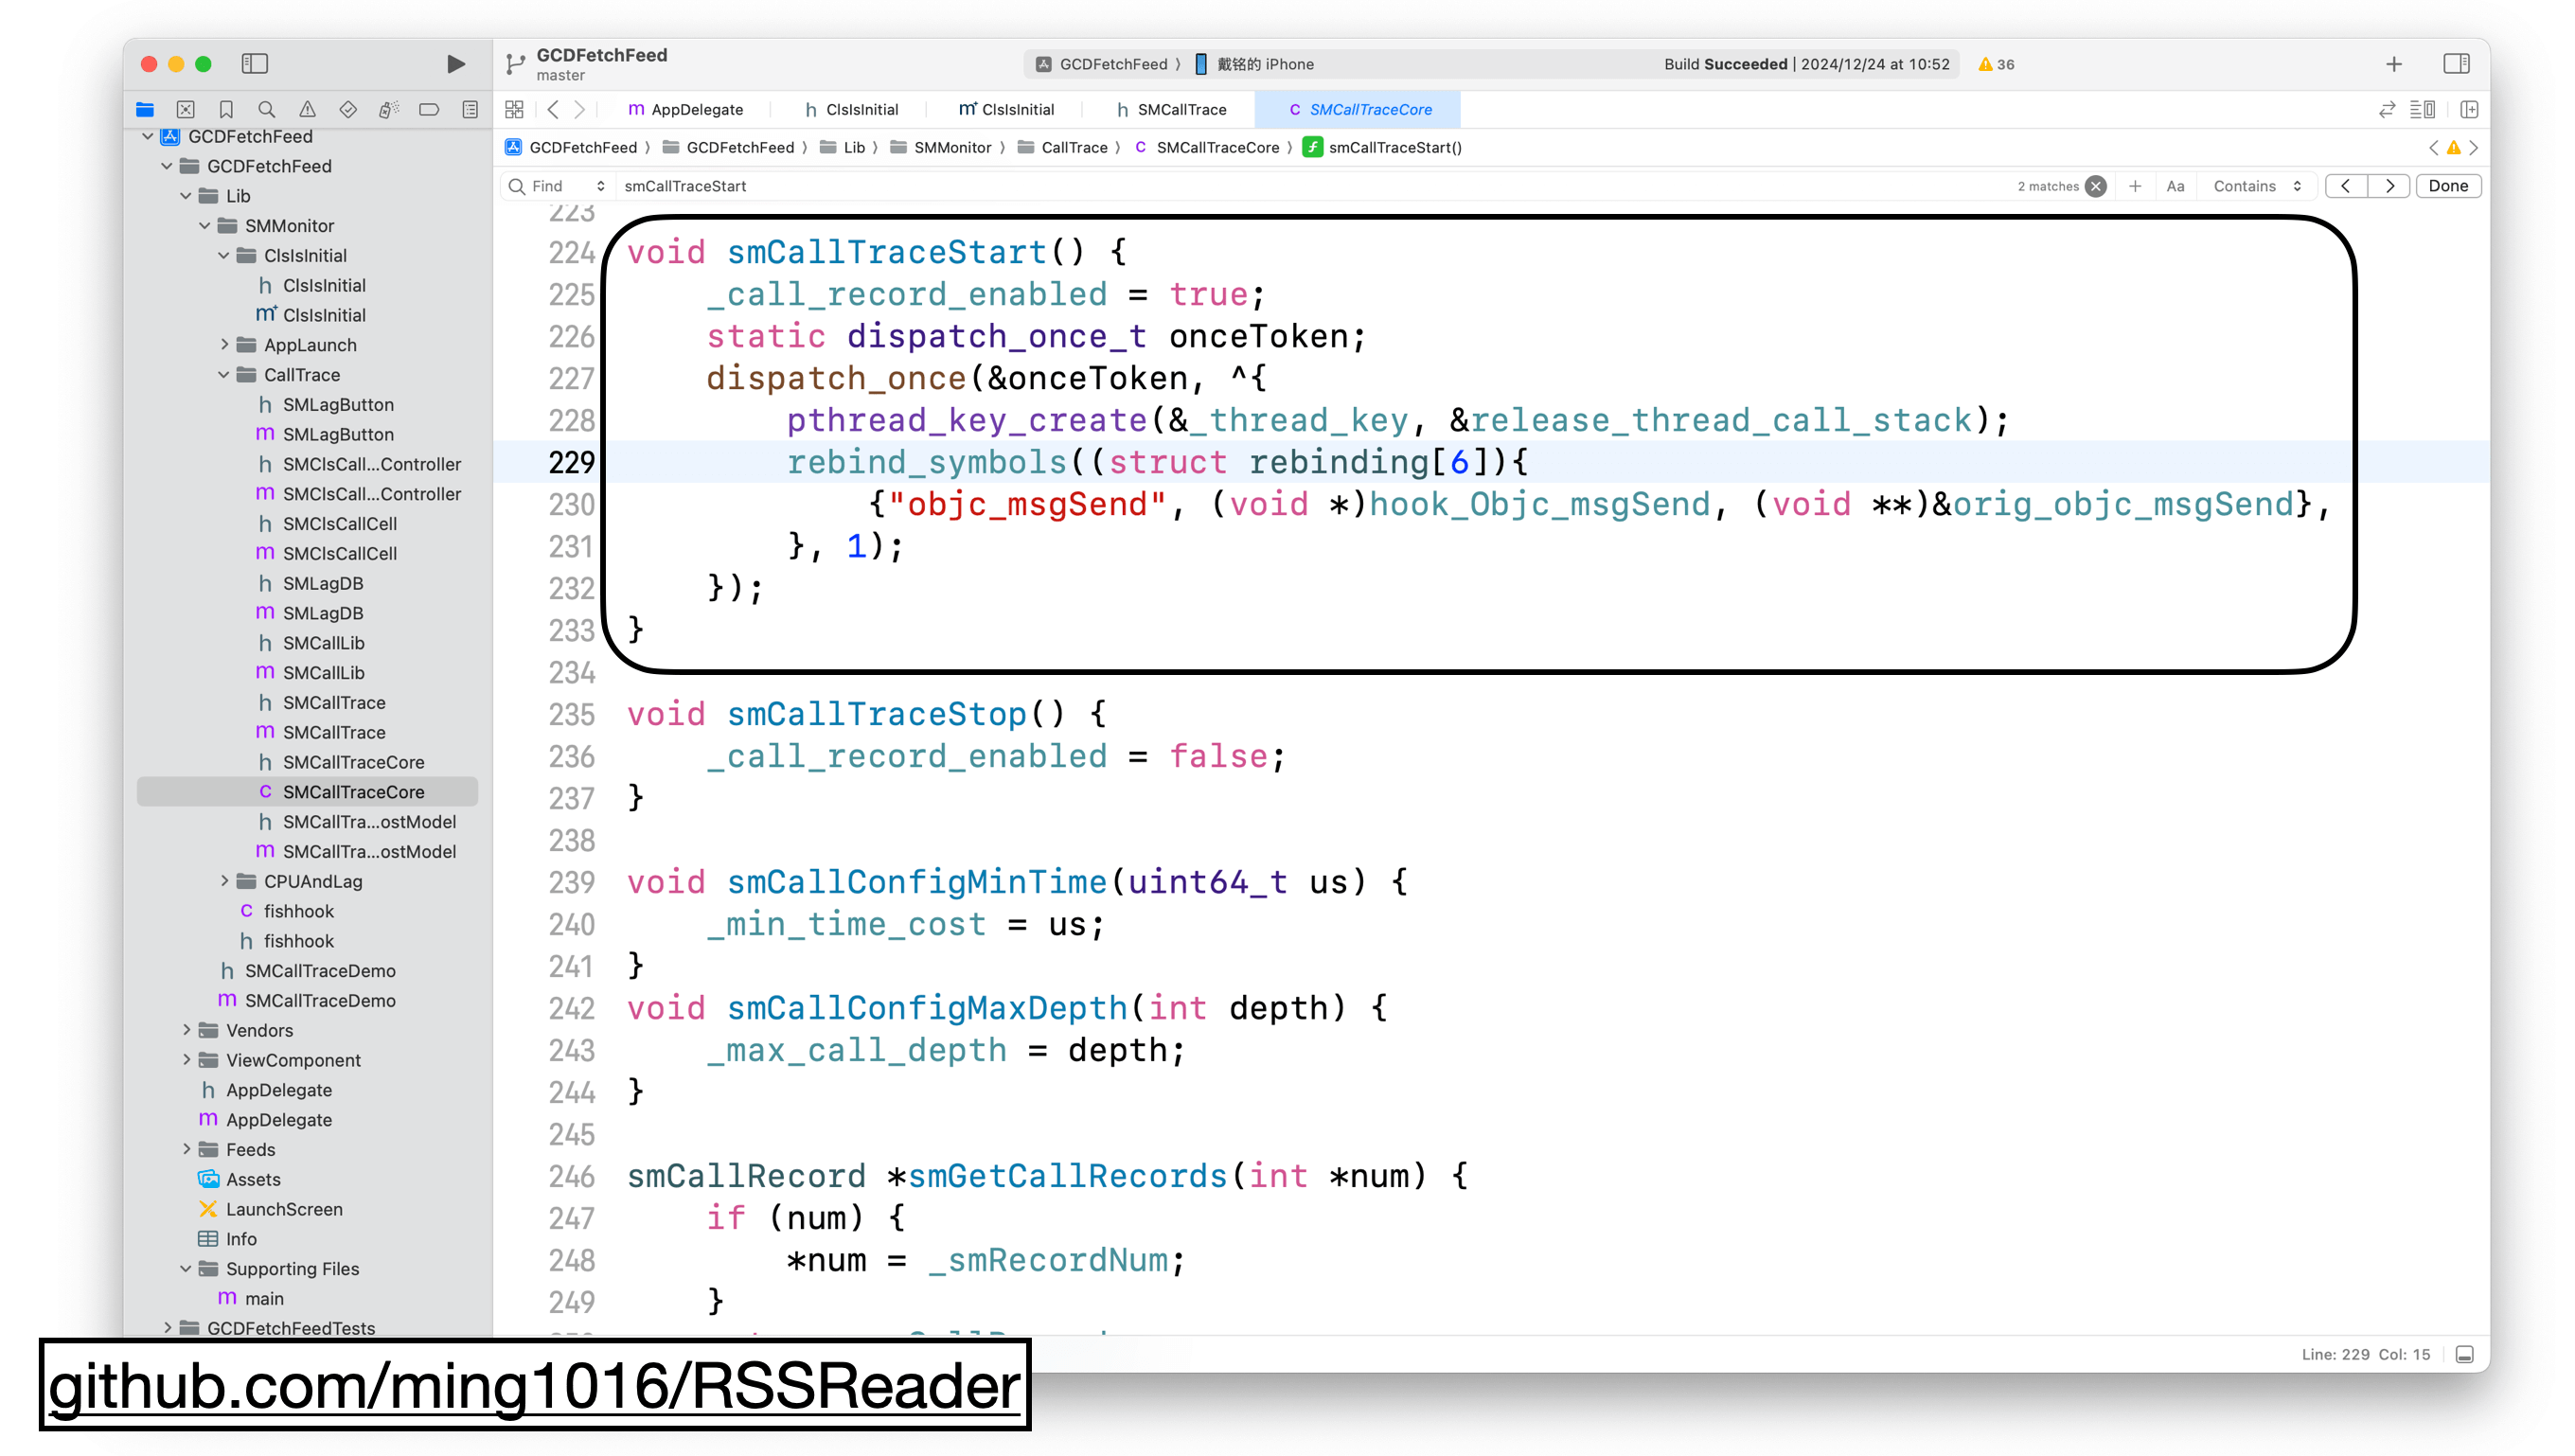 GCDFetchFeed
master
GCDFetchFeed 〉 戴铭的 iPhone
Build Succeeded | 2024/12/24 at 10:52
36
AppDelegate
ClsIsInitial
ClsIsInitial
SMCallTrace
SMCallTraceCore
GCDFetchFeed 〉 GCDFetchFeed 〉 Lib 〉 SMMonitor 〉 CallTrace 〉 C SMCallTraceCore 〉 f smCallTraceStart()
Find smCallTraceStart 2 matches Aa Contains Done
GCDFetchFeed
GCDFetchFeed
Lib
SMMonitor
ClsIsInitial
h ClsIsInitial
m ClsIsInitial
AppLaunch
CallTrace
h SMLagButton
m SMLagButton
h SMClsCall...Controller
m SMClsCall...Controller
h SMClsCallCell
m SMClsCallCell
h SMLagDB
m SMLagDB
h SMCallLib
m SMCallLib
h SMCallTrace
m SMCallTrace
h SMCallTraceCore
C SMCallTraceCore
h SMCallTra...ostModel
m SMCallTra...ostModel
CPUAndLag
C fishhook
h fishhook
h SMCallTraceDemo
m SMCallTraceDemo
Vendors
ViewComponent
h AppDelegate
m AppDelegate
Feeds
Assets
LaunchScreen
Info
Supporting Files
m main
GCDFetchFeedTests
223
224 void smCallTraceStart() {
225 _call_record_enabled = true;
226 static dispatch_once_t onceToken;
227 dispatch_once(&onceToken, ^{
228 pthread_key_create(&_thread_key, &release_thread_call_stack);
229 rebind_symbols((struct rebinding[6]){
230 {"objc_msgSend", (void *)hook_Objc_msgSend, (void **)&orig_objc_msgSend},
231 }, 1);
232 });
233 }
234
235 void smCallTraceStop() {
236 _call_record_enabled = false;
237 }
238
239 void smCallConfigMinTime(uint64_t us) {
240 _min_time_cost = us;
241 }
242 void smCallConfigMaxDepth(int depth) {
243 _max_call_depth = depth;
244 }
245
246 smCallRecord *smGetCallRecords(int *num) {
247 if (num) {
248 *num = _smRecordNum;
249 }
Line: 229 Col: 15
github.com/ming1016/RSSReader